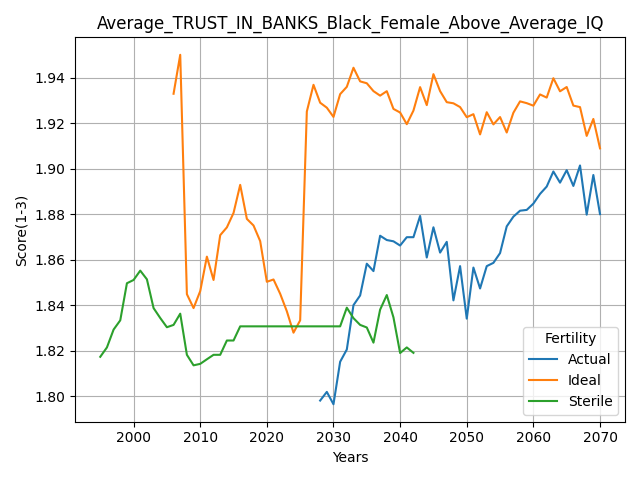 Average_TRUST_IN_BANKS_Black_Female_Above_Average_IQ
Score(1-3)
1.94
1.92
1.90
1.88
1.86
1.84
1.82
1.80
Fertility
Actual
Ideal
Sterile
2000 2010 2020 2030 2040 2050 2060 2070
Years